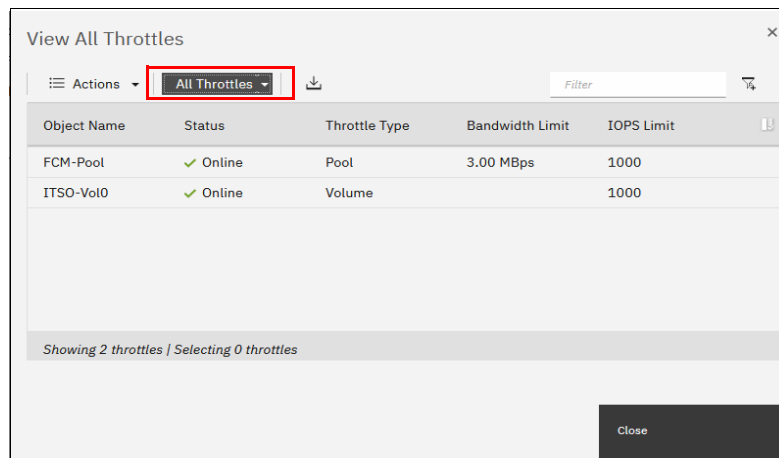 View All Throttles
Actions All Throttles Filter
Object Name Status Throttle Type Bandwidth Limit IOPS Limit
FCM-Pool Online Pool 3.00 MBps 1000
ITSO-Vol0 Online Volume 1000
Showing 2 throttles | Selecting 0 throttles
Close